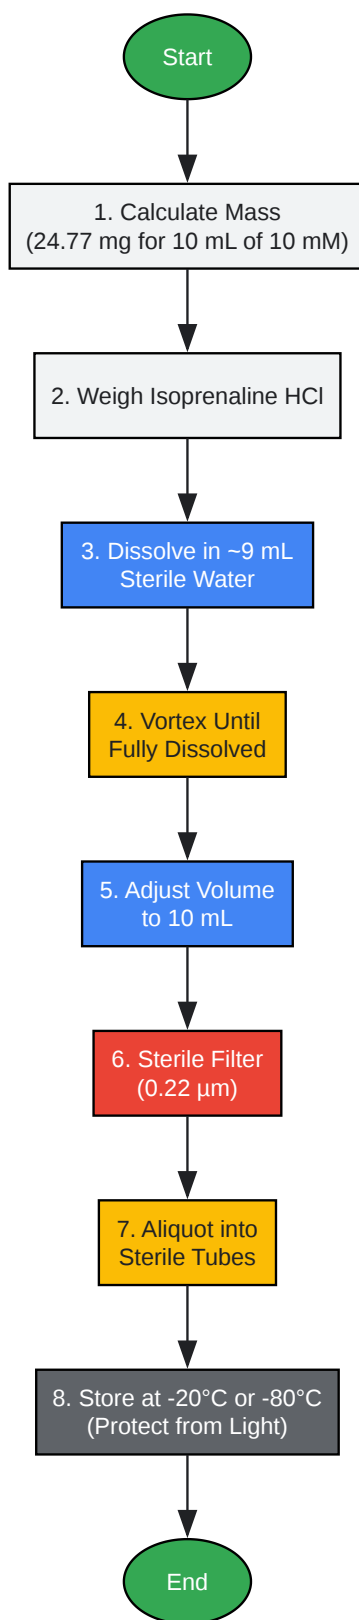 Start
1. Calculate Mass
(24.77 mg for 10 mL of 10 mM)
2. Weigh Isoprenaline HCl
3. Dissolve in ~9 mL
Sterile Water
4. Vortex Until
Fully Dissolved
5. Adjust Volume
to 10 mL
6. Sterile Filter
(0.22 µm)
7. Aliquot into
Sterile Tubes
8. Store at -20°C or -80°C
(Protect from Light)
End